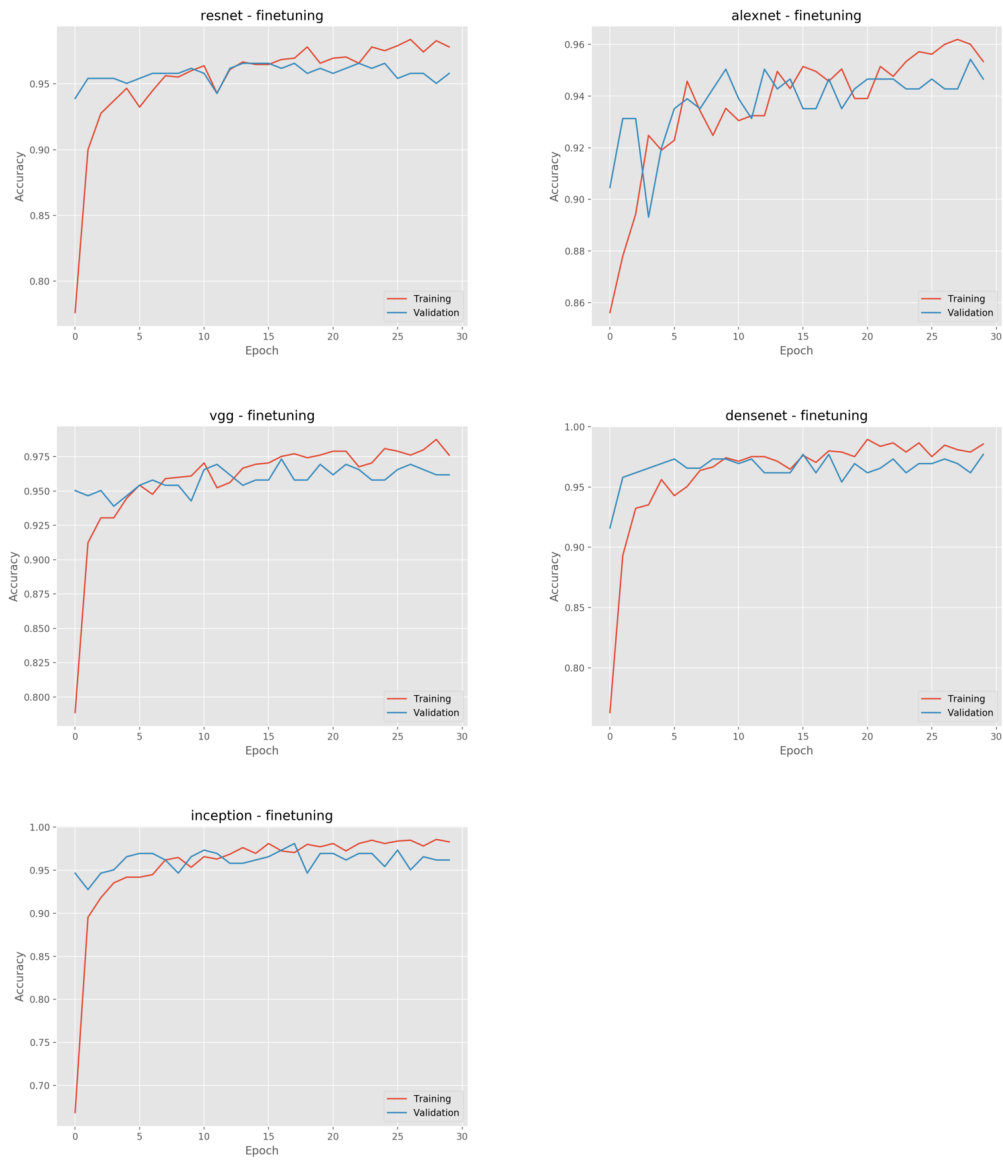 resnet - finetuning
Accuracy
0.95
0.90
0.85
0.80
0 5 10 15 20 25 30
Epoch
Training
Validation
alexnet - finetuning
Accuracy
0.96
0.94
0.92
0.90
0.88
0.86
0 5 10 15 20 25 30
Epoch
Training
Validation
vgg - finetuning
Accuracy
0.975
0.950
0.925
0.900
0.875
0.850
0.825
0.800
0 5 10 15 20 25 30
Epoch
Training
Validation
densenet - finetuning
Accuracy
1.00
0.95
0.90
0.85
0.80
0 5 10 15 20 25 30
Epoch
Training
Validation
inception - finetuning
Accuracy
1.00
0.95
0.90
0.85
0.80
0.75
0.70
0 5 10 15 20 25 30
Epoch
Training
Validation